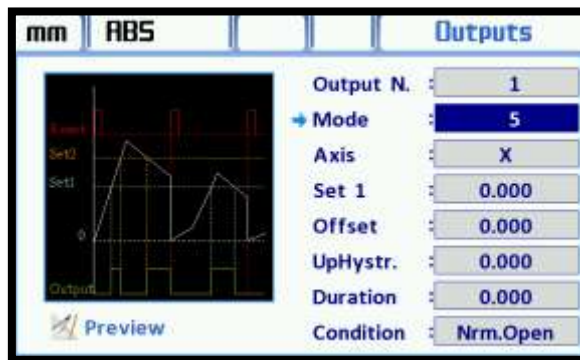 mm ABS Outputs
Output N. : 1
Mode : 5
Axis : X
Set 1 : 0.000
Offset : 0.000
UpHystr. : 0.000
Duration : 0.000
Condition : Nrm.Open
Set2
Set1
0
Output
Preview